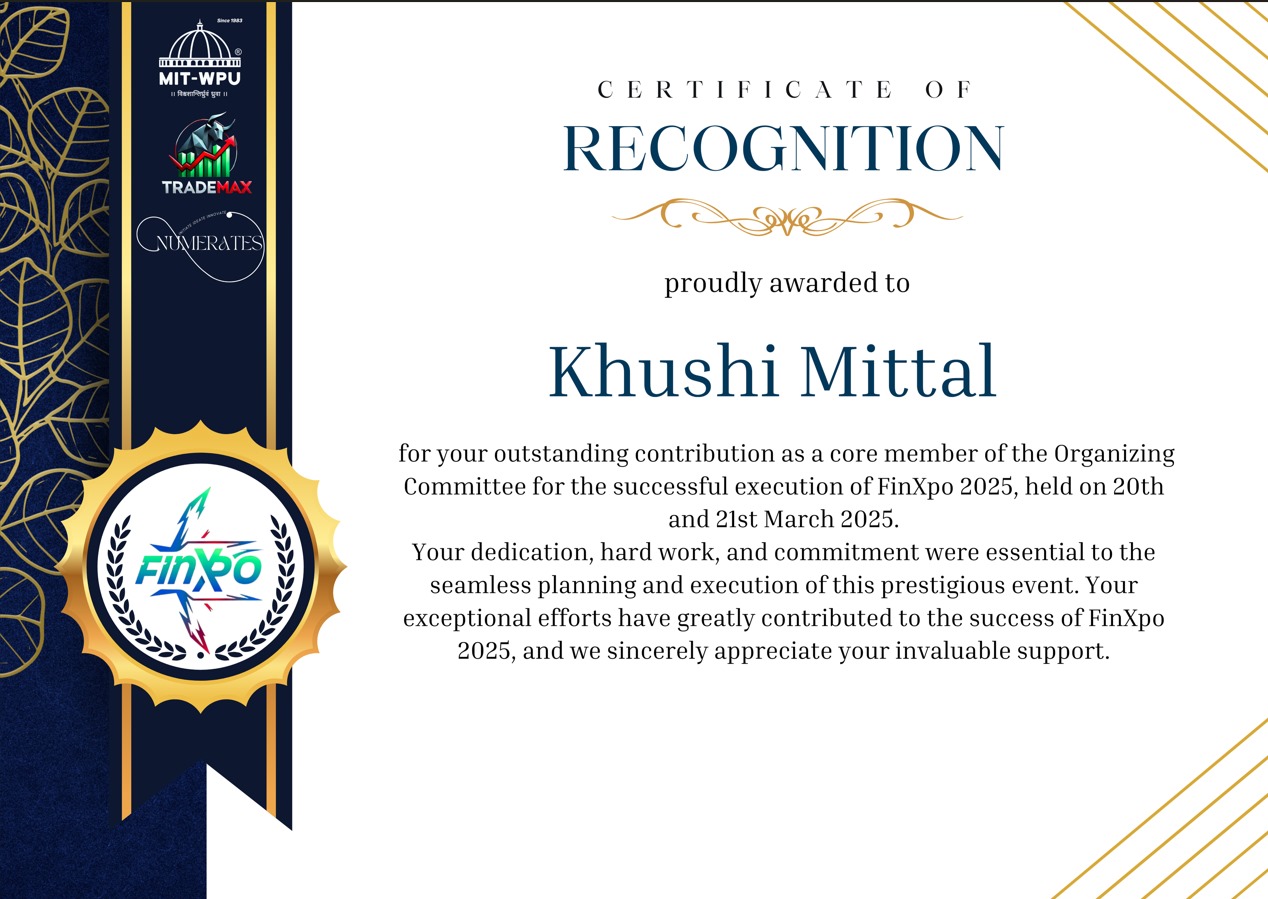 Since 1983
®
MIT-WPU
॥ विश्वशान्तिर्ध्रुवं ध्रुवा ॥
TRADEMAX
INNOVATE
NUMERATES
CERTIFICATE OF
RECOGNITION
proudly awarded to
Khushi Mittal
for your outstanding contribution as a core member of the Organizing
Committee for the successful execution of FinXpo 2025, held on 20th
and 21st March 2025.
Your dedication, hard work, and commitment were essential to the
seamless planning and execution of this prestigious event. Your
exceptional efforts have greatly contributed to the success of FinXpo
2025, and we sincerely appreciate your invaluable support.
FinXpo